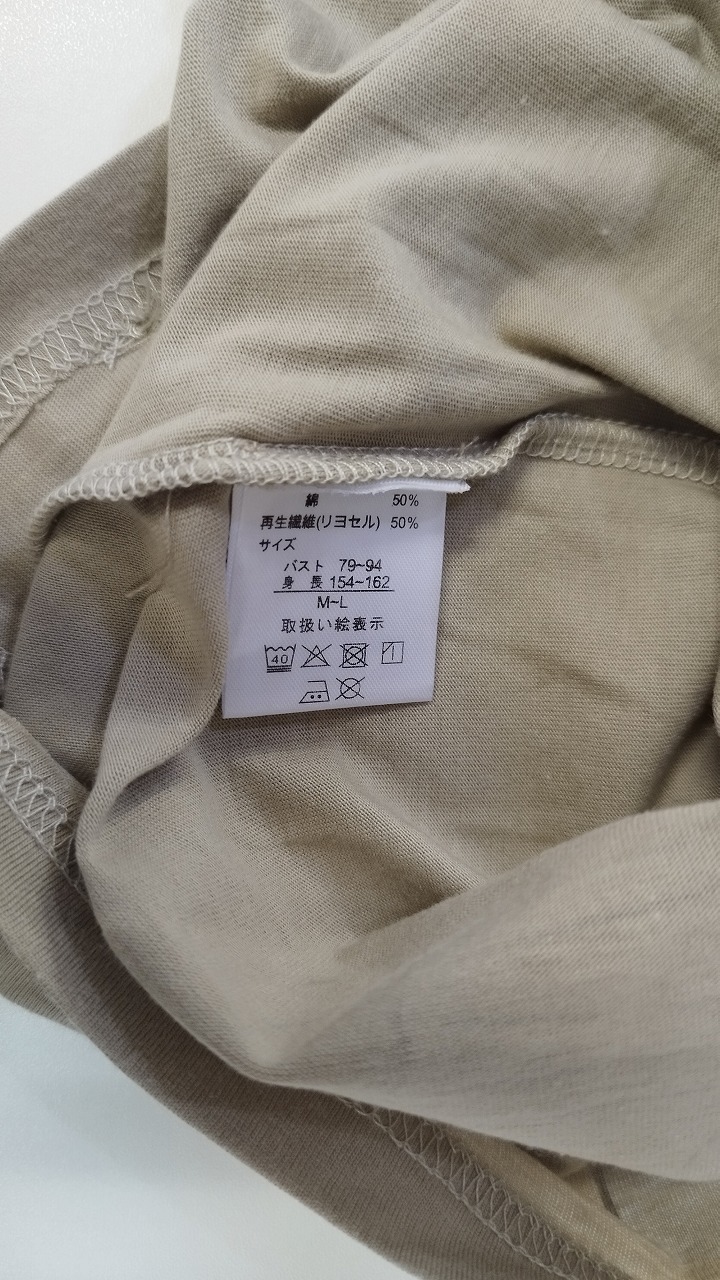 綿 50%
再生繊維(リヨセル) 50%
サイズ
バスト 79~94
身 長 154~162
M~L
取扱い絵表示
40